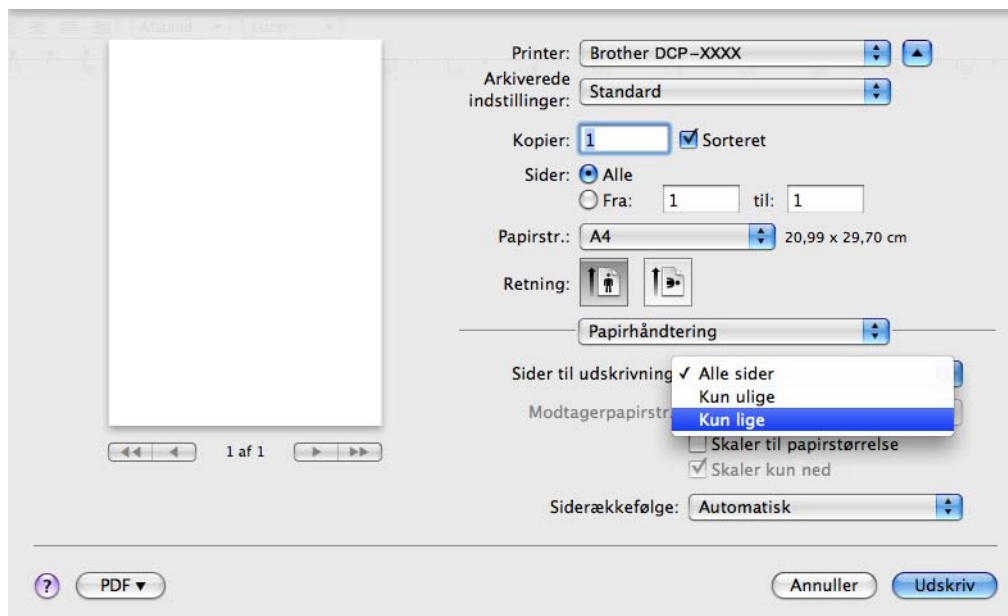 Afstand
Printer: Brother DCP-XXXX
Arkiverede
indstillinger: Standard
Kopier: 1 Sorteret
Sider: Alle
Fra: 1 til: 1
Papirstr.: A4 20,99 x 29,70 cm
Retning:
Papirhåndtering
Sider til udskrivning ✓ Alle sider
Kun ulige
Modtagerpapirstr. Kun lige
Skaler til papirstørrelse
1 af 1
Skaler kun ned
Siderækkefølge: Automatisk
? PDF ▼ Annuller Udskriv